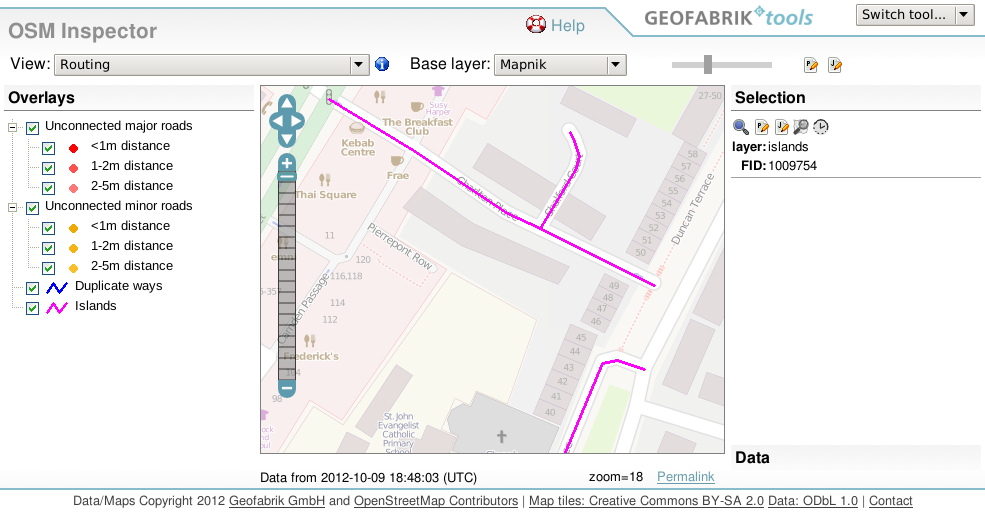 OSM Inspector
Help
GEOFABRIK tools
Switch tool...
View: Routing
Base layer: Mapnik
Overlays
Unconnected major roads
<1m distance
1-2m distance
2-5m distance
Unconnected minor roads
<1m distance
1-2m distance
2-5m distance
Duplicate ways
Islands
Susy
Harper
The Breakfast
Club
Kebab
Centre
Frae
Thai Square
27-50
58
57
56
55
54
53
52
51
50
49
48
47
46
45
44
43
42
41
40
Charlton Place
Duncan Terrace
Pierrepont Row
Camden Passage
11
120
116,118
114
112
Frederick's
98
St. John
Evangelist
Catholic
Primary
School
Selection
layer: islands
FID: 1009754
Data
Data from 2012-10-09 18:48:03 (UTC)
zoom=18
Permalink
Data/Maps Copyright 2012 Geofabrik GmbH and OpenStreetMap Contributors | Map tiles: Creative Commons BY-SA 2.0 Data: ODbL 1.0 | Contact